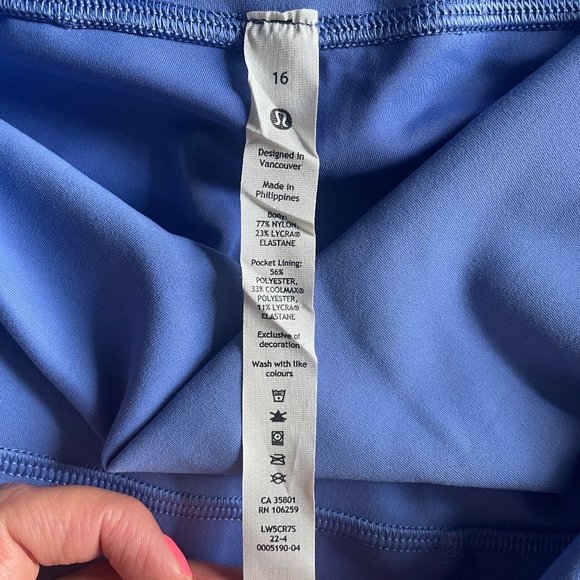 16
Designed in
Vancouver
Made in
Philippines
Body:
77% NYLON,
23% LYCRA®
ELASTANE
Pocket Lining:
56%
POLYESTER,
33% COOLMAX®
POLYESTER,
11% LYCRA®
ELASTANE
Exclusive of
decoration
Wash with like
colours
CA 35801
RN 106259
LW5CR7S
22-4
0005190-04